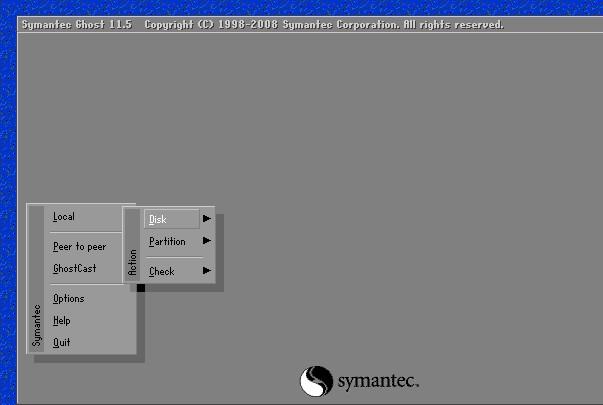 Symantec Ghost 11.5 Copyright (C) 1998-2008 Symantec Corporation. All rights reserved.
Symantec
Local
Peer to peer
GhostCast
Options
Help
Quit
Action
Disk
Partition
Check
symantec.